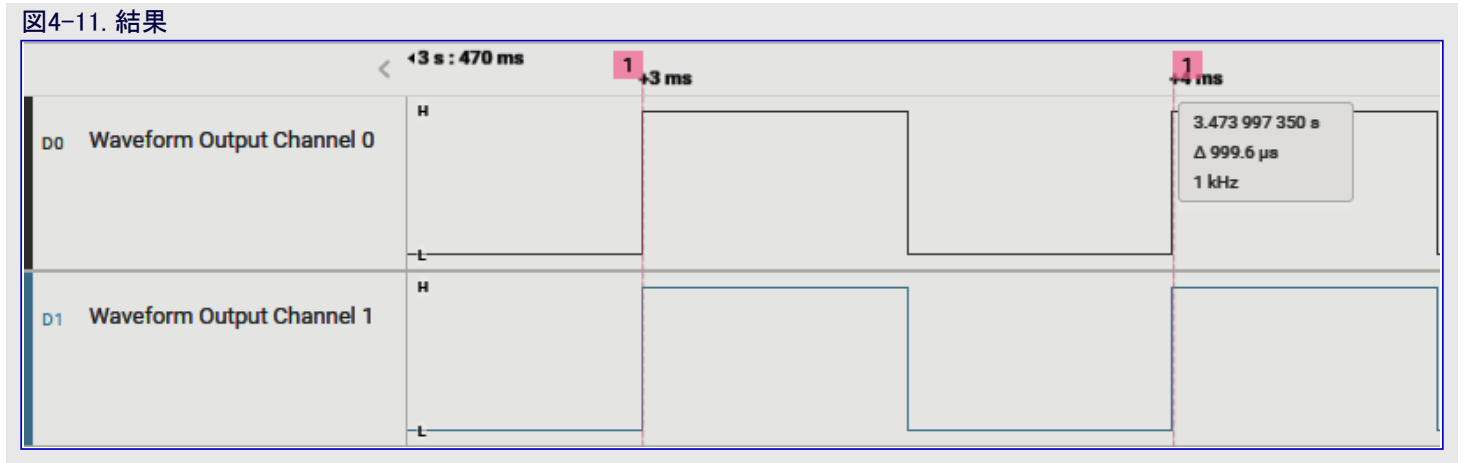 図4-11. 結果
3 s : 470 ms
1
+3 ms
1
+4 ms
D0 Waveform Output Channel 0
H
L
3.473 997 350 s
Δ 999.6 µs
1 kHz
D1 Waveform Output Channel 1
H
L